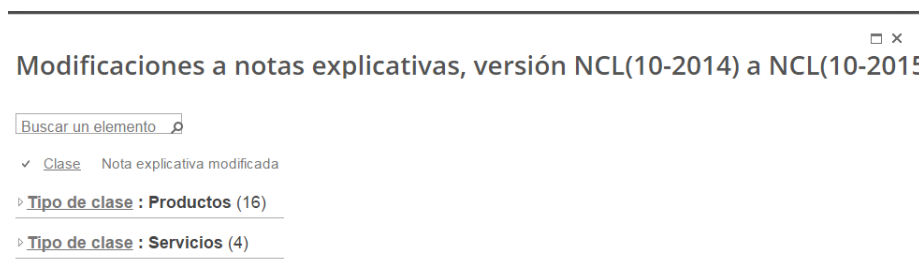 Modificaciones a notas explicativas, versión NCL(10-2014) a NCL(10-2015
Buscar un elemento
Clase Nota explicativa modificada
Tipo de clase : Productos (16)
Tipo de clase : Servicios (4)